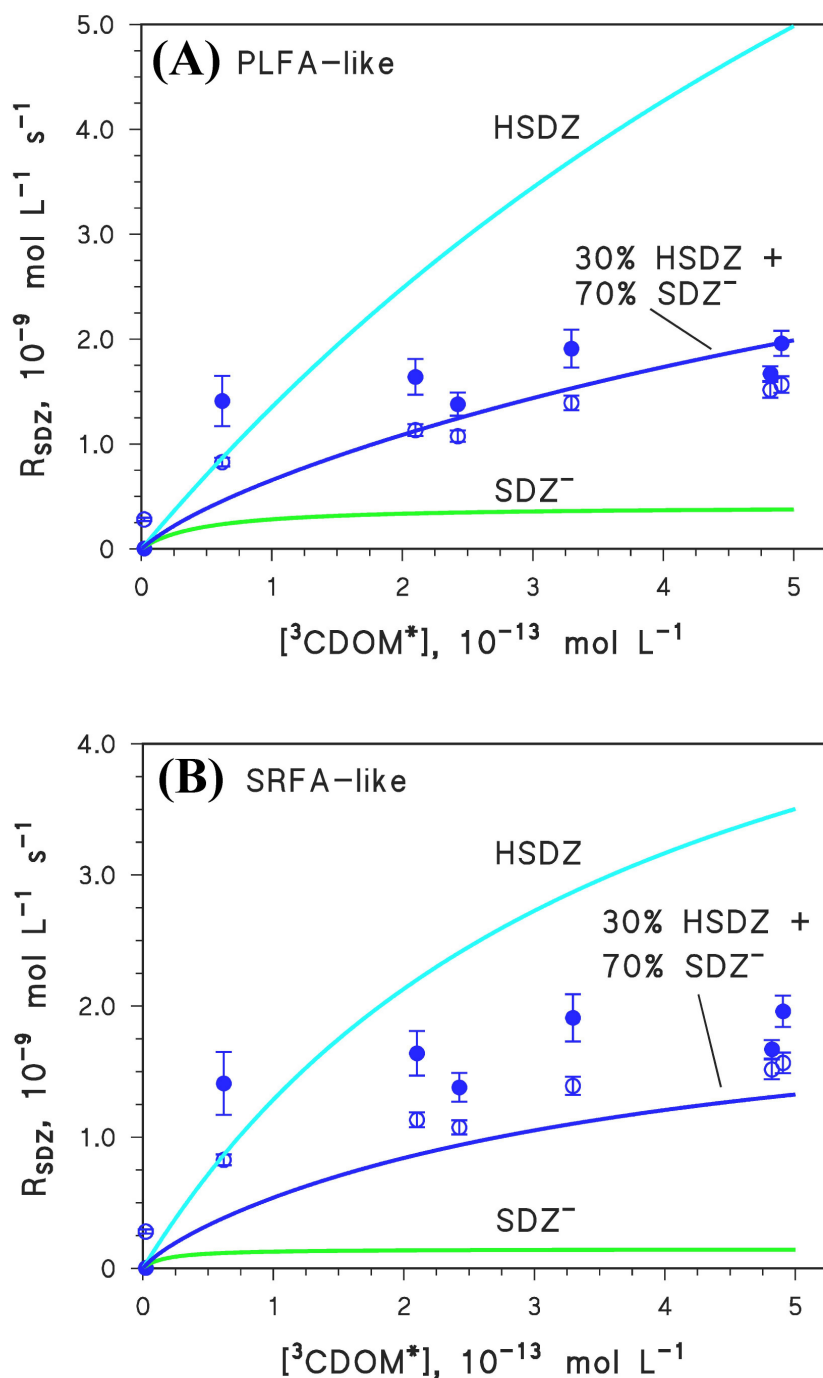 (A) PLFA-like
HSDZ
30% HSDZ +
70% SDZ⁻
SDZ⁻
5.0
4.0
3.0
2.0
1.0
0
R_SDZ, 10⁻⁹ mol L⁻¹ s⁻¹
0 1 2 3 4 5
[³CDOM*], 10⁻¹³ mol L⁻¹
(B) SRFA-like
HSDZ
30% HSDZ +
70% SDZ⁻
SDZ⁻
4.0
3.0
2.0
1.0
0
R_SDZ, 10⁻⁹ mol L⁻¹ s⁻¹
0 1 2 3 4 5
[³CDOM*], 10⁻¹³ mol L⁻¹